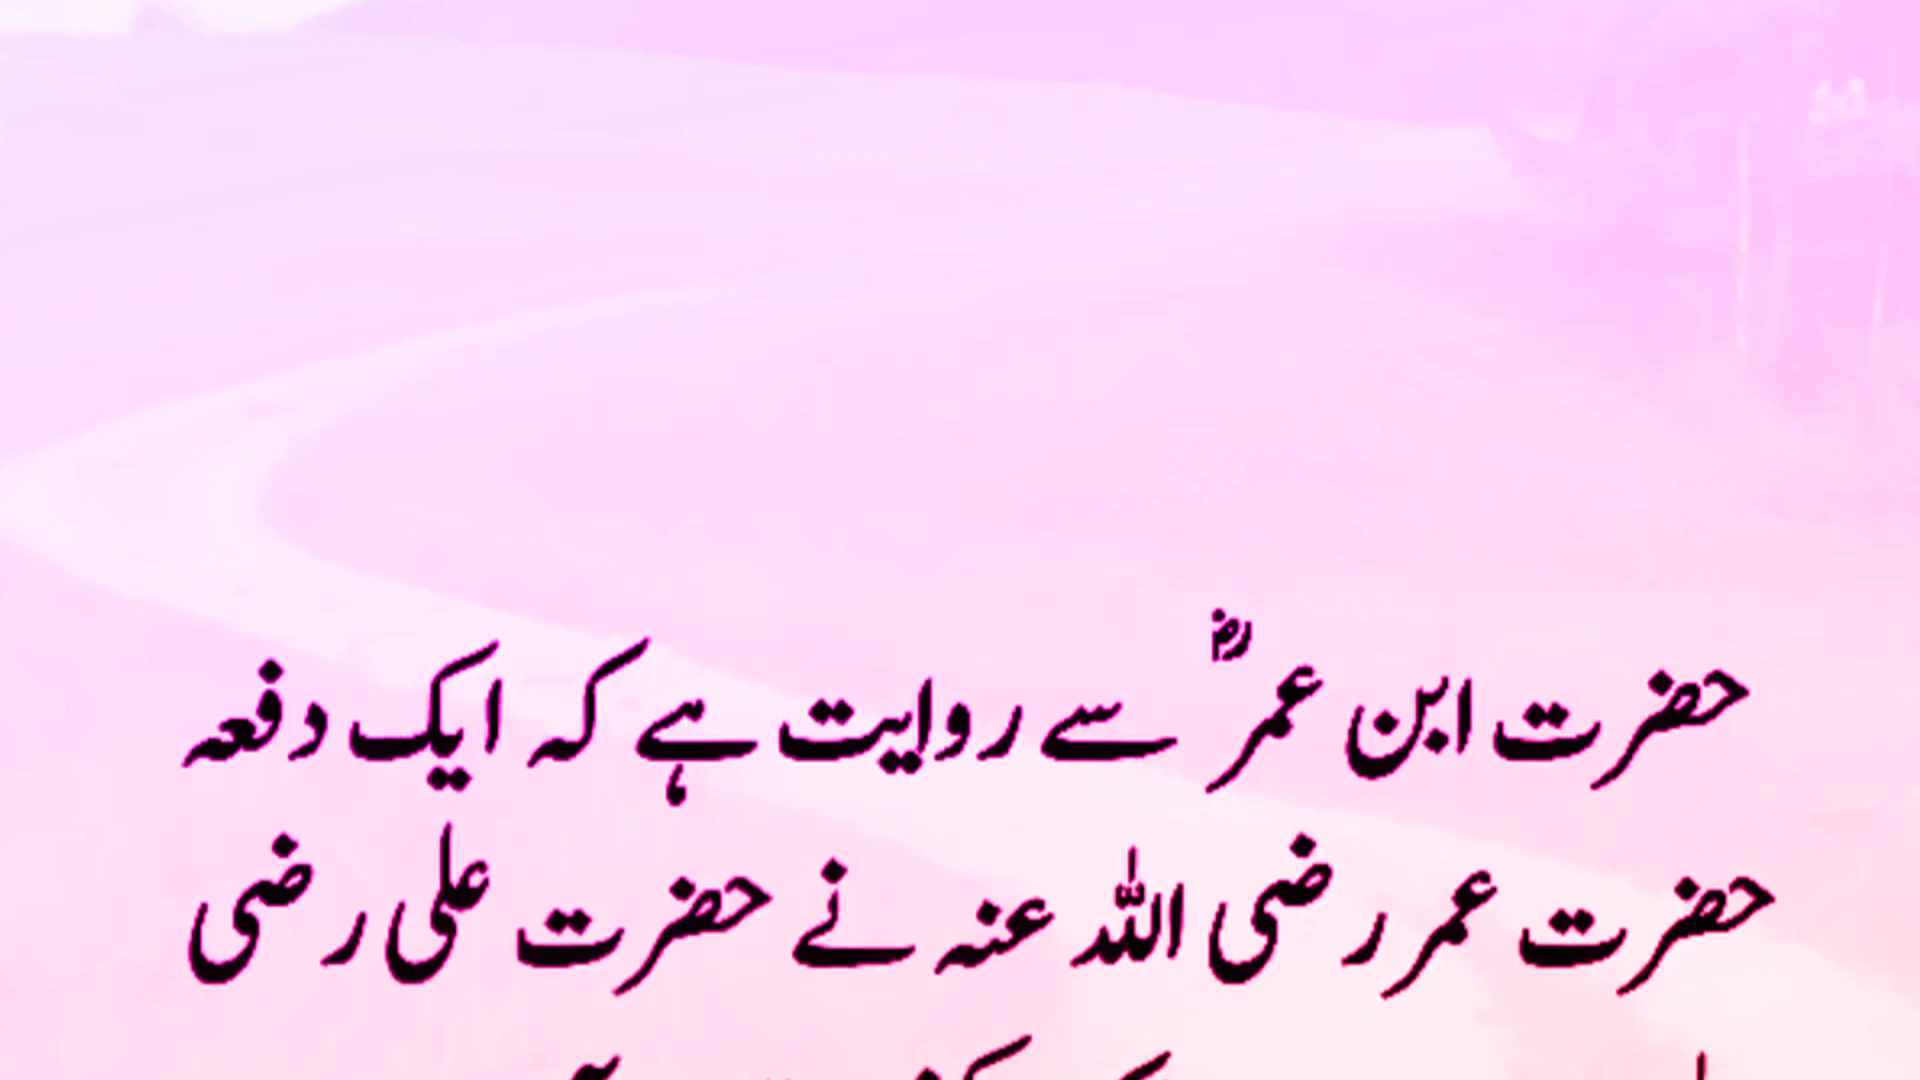 حضرت ابن عمرؓ سے روایت ہے کہ ایک دفعہ
حضرت عمر رضی اللہ عنہ نے حضرت علی رضی